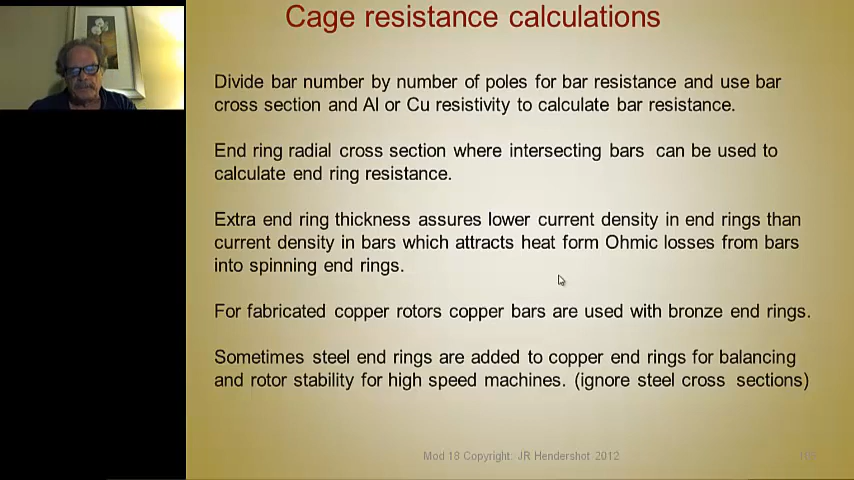 Cage resistance calculations
Divide bar number by number of poles for bar resistance and use bar
cross section and Al or Cu resistivity to calculate bar resistance.
End ring radial cross section where intersecting bars can be used to
calculate end ring resistance.
Extra end ring thickness assures lower current density in end rings than
current density in bars which attracts heat form Ohmic losses from bars
into spinning end rings.
For fabricated copper rotors copper bars are used with bronze end rings.
Sometimes steel end rings are added to copper end rings for balancing
and rotor stability for high speed machines. (ignore steel cross sections)
Mod 18 Copyright: JR Hendershot 2012